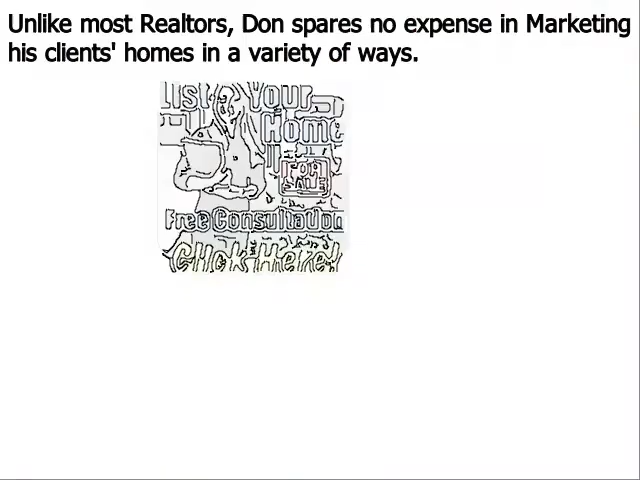 Unlike most Realtors, Don spares no expense in Marketing
his clients' homes in a variety of ways.
List Your
Home
FOR
SALE
Free Consultation
Click Here!